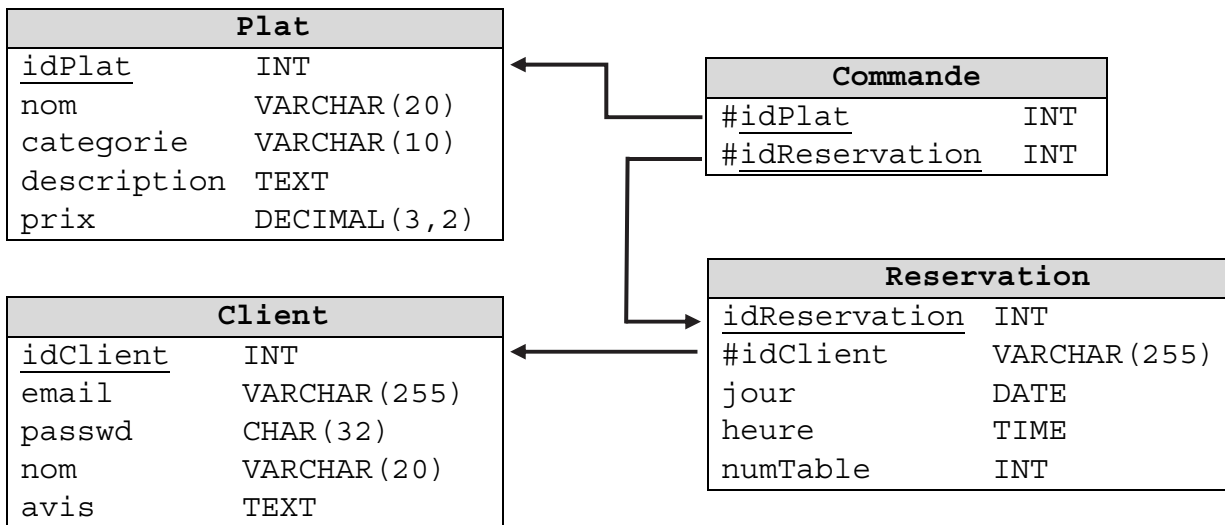 Plat
idPlat INT
nom VARCHAR(20)
categorie VARCHAR(10)
description TEXT
prix DECIMAL(3,2)
Commande
#idPlat INT
#idReservation INT
Client
idClient INT
email VARCHAR(255)
passwd CHAR(32)
nom VARCHAR(20)
avis TEXT
Reservation
idReservation INT
#idClient VARCHAR(255)
jour DATE
heure TIME
numTable INT